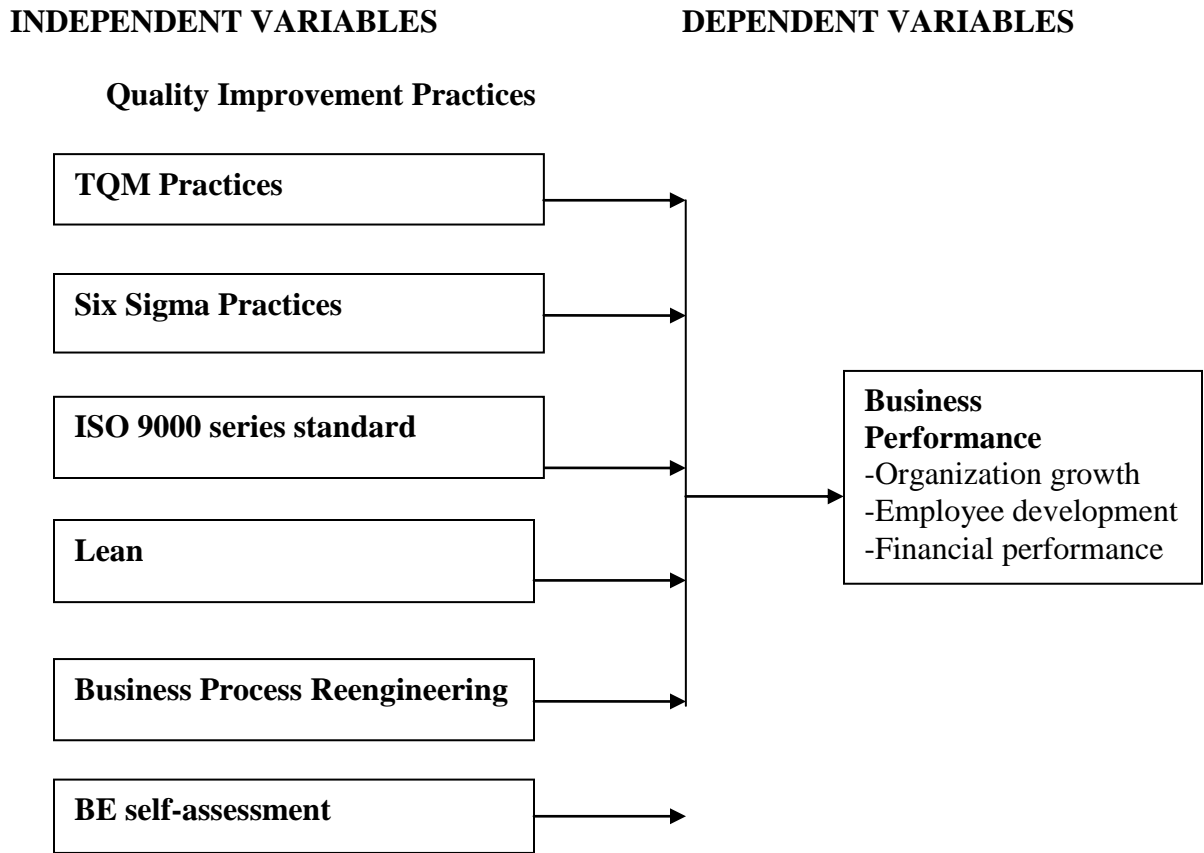 INDEPENDENT VARIABLES
DEPENDENT VARIABLES
Quality Improvement Practices
TQM Practices
Six Sigma Practices
ISO 9000 series standard
Lean
Business Process Reengineering
BE self-assessment
Business
Performance
-Organization growth
-Employee development
-Financial performance